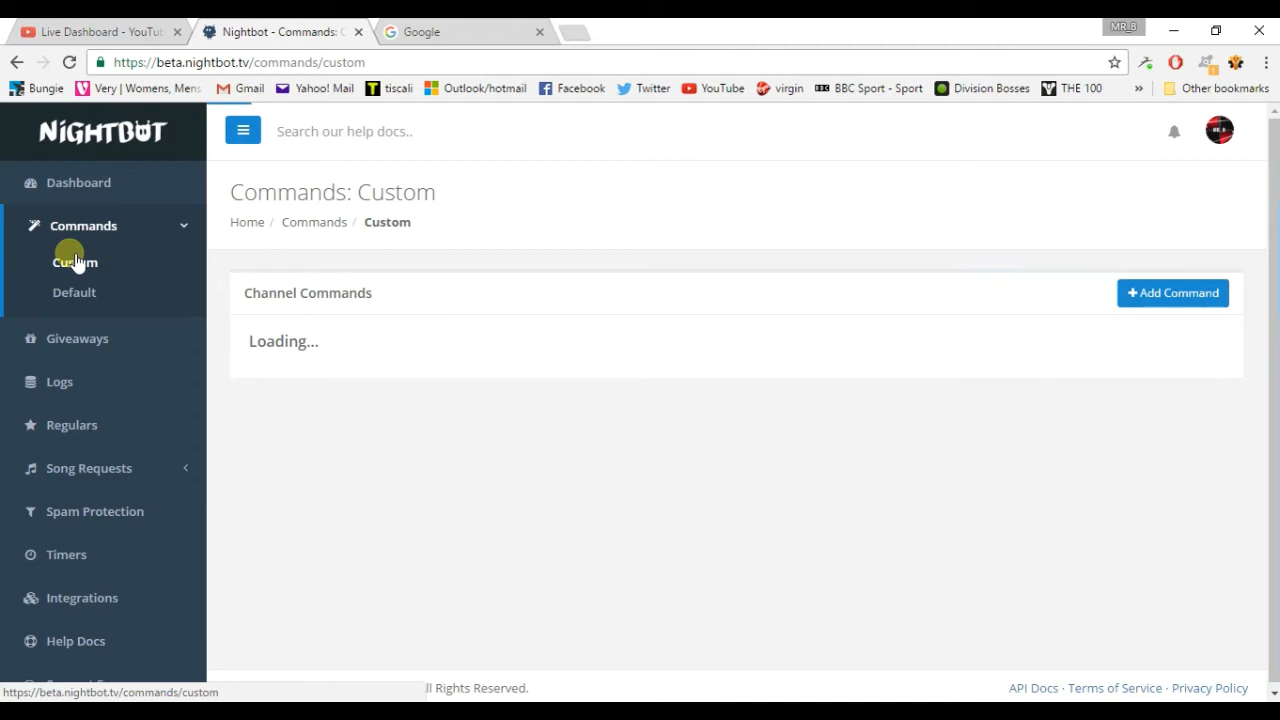 Live Dashboard - YouTub
Nightbot - Commands: C
Google
MR_B
https://beta.nightbot.tv/commands/custom
Bungie
Very | Womens, Mens
Gmail
Yahoo! Mail
tiscali
Outlook/hotmail
Facebook
Twitter
YouTube
virgin
BBC Sport - Sport
Division Bosses
THE 100
»
Other bookmarks
NiGHTBOT
Search our help docs..
Dashboard
Commands
Custom
Default
Giveaways
Logs
Regulars
Song Requests
Spam Protection
Timers
Integrations
Help Docs
Commands: Custom
Home / Commands / Custom
Channel Commands
+ Add Command
Loading...
https://beta.nightbot.tv/commands/custom
ll Rights Reserved.
API Docs · Terms of Service · Privacy Policy